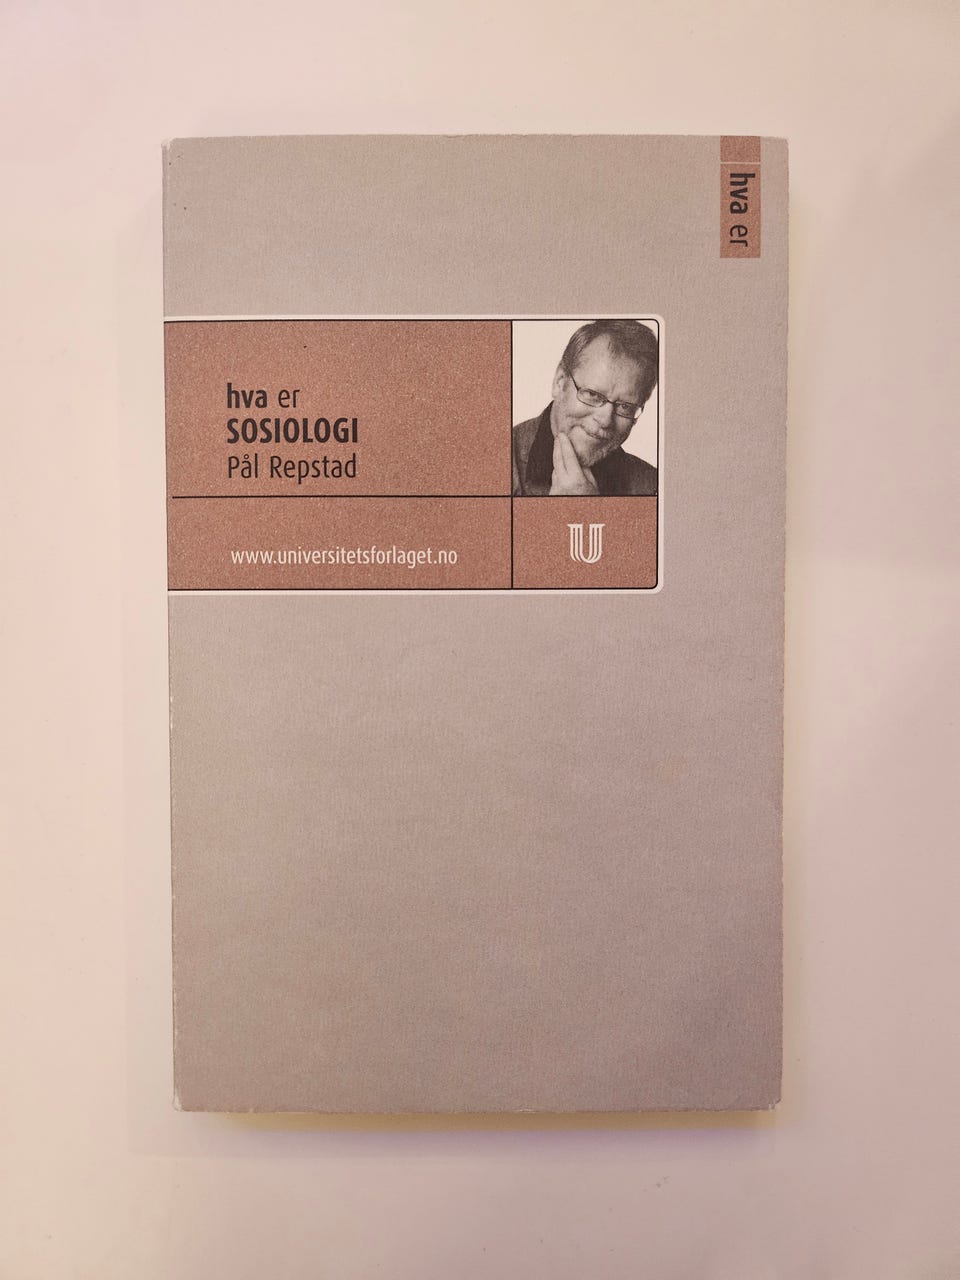 hva er
hva er
SOSIOLOGI
Pål Repstad
www.universitetsforlaget.no
U